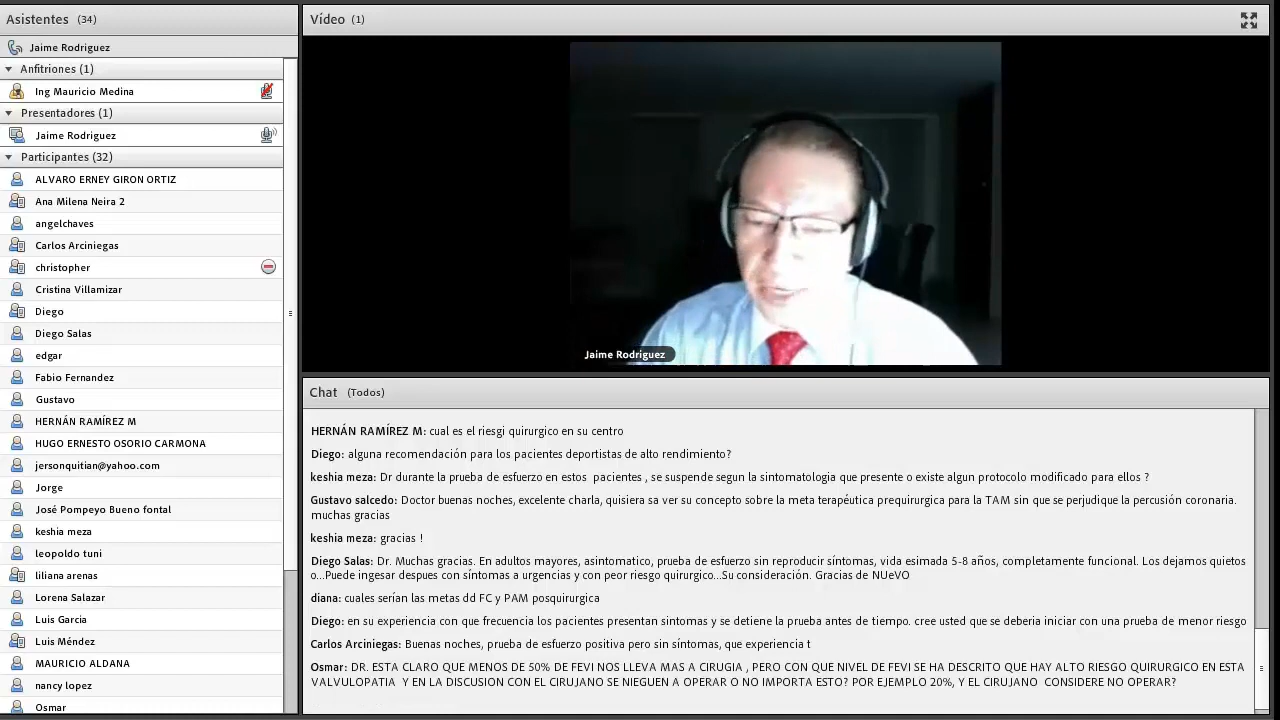 Asistentes (34)
Jaime Rodriguez
Anfitriones (1)
Ing Mauricio Medina
Presentadores (1)
Jaime Rodriguez
Participantes (32)
ALVARO ERNEY GIRON ORTIZ
Ana Milena Neira 2
angelchaves
Carlos Arciniegas
christopher
Cristina Villamizar
Diego
Diego Salas
edgar
Fabio Fernandez
Gustavo
HERNÁN RAMÍREZ M
HUGO ERNESTO OSORIO CARMONA
jersonquitian@yahoo.com
Jorge
José Pompeyo Bueno fontal
keshia meza
leopoldo tuni
liliana arenas
Lorena Salazar
Luis Garcia
Luis Méndez
MAURICIO ALDANA
nancy lopez
Osmar
Vídeo (1)
Jaime Rodriguez
Chat (Todos)
HERNÁN RAMÍREZ M: cual es el riesgi quirurgico en su centro
Diego: alguna recomendación para los pacientes deportistas de alto rendimiento?
keshia meza: Dr durante la prueba de esfuerzo en estos pacientes , se suspende segun la sintomatologia que presente o existe algun protocolo modificado para ellos ?
Gustavo salcedo: Doctor buenas noches, excelente charla, quisiera sa ver su concepto sobre la meta terapéutica prequirurgica para la TAM sin que se perjudique la percusión coronaria.
muchas gracias
keshia meza: gracias !
Diego Salas: Dr. Muchas gracias. En adultos mayores, asintomatico, prueba de esfuerzo sin reproducir síntomas, vida esimada 5-8 años, completamente funcional. Los dejamos quietos
o...Puede ingesar despues con síntomas a urgencias y con peor riesgo quirurgico...Su consideración. Gracias de NUeVO
diana: cuales serían las metas dd FC y PAM posquirurgica
Diego: en su experiencia con que frecuencia los pacientes presentan sintomas y se detiene la prueba antes de tiempo. cree usted que se deberia iniciar con una prueba de menor riesgo
Carlos Arciniegas: Buenas noches, prueba de esfuerzo positiva pero sin síntomas, que experiencia t
Osmar: DR. ESTA CLARO QUE MENOS DE 50% DE FEVI NOS LLEVA MAS A CIRUGIA , PERO CON QUE NIVEL DE FEVI SE HA DESCRITO QUE HAY ALTO RIESGO QUIRURGICO EN ESTA
VALVULOPATIA Y EN LA DISCUSION CON EL CIRUJANO SE NIEGUEN A OPERAR O NO IMPORTA ESTO? POR EJEMPLO 20%, Y EL CIRUJANO CONSIDERE NO OPERAR?